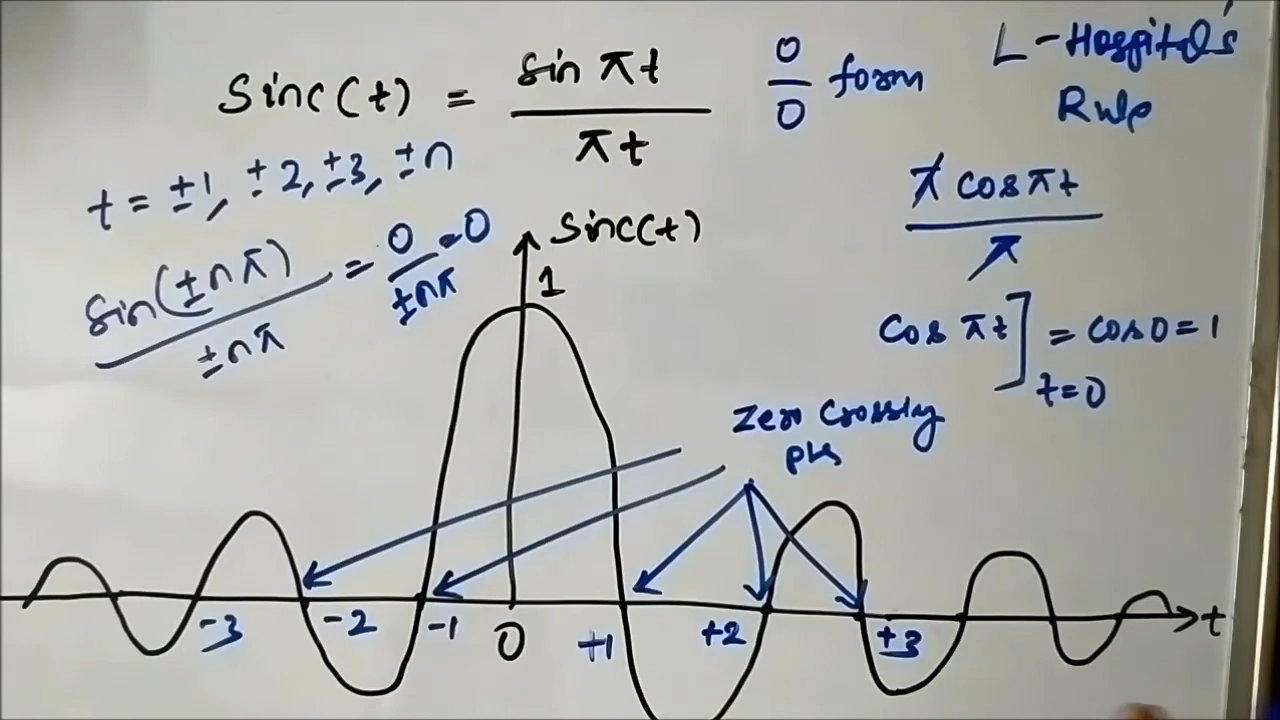 Sinc(t) = sin πt / πt
0/0 form
L-Hospital's
Rule
t = ±1, ±2, ±3, ±n
π cos πt / π
sin(±nπ) / ±nπ = 0 / ±nπ = 0
Sinc(t)
1
cos πt] t=0 = cos 0 = 1
Zero Crossing
pts
-3 -2 -1 0 +1 +2 +3 t